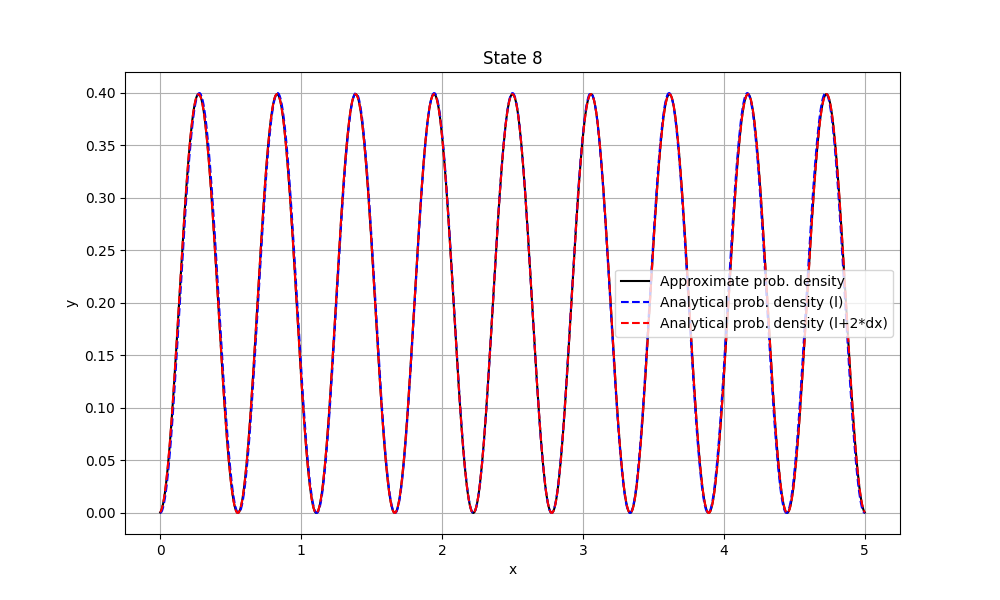 State 8
0.40
0.35
0.30
0.25
0.20
0.15
0.10
0.05
0.00
y
Approximate prob. density
Analytical prob. density (l)
Analytical prob. density (l+2*dx)
0 1 2 3 4 5
x